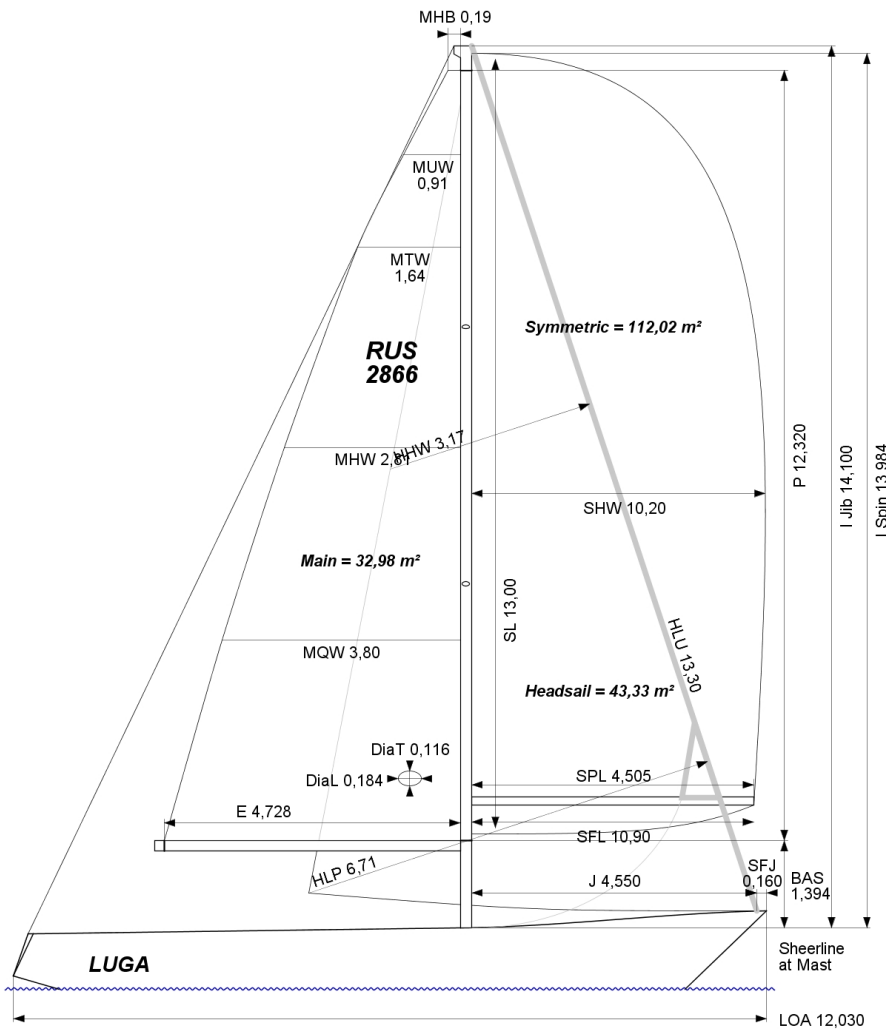 MHB 0,19
MUW
0,91
MTW
1,64
Symmetric = 112,02 m²
RUS
2866
HHW 3,17
MHW 2,81
P 12,320
I Jib 14,100
I Spin 13,984
SHW 10,20
Main = 32,98 m²
SL 13,00
MQW 3,80
HLU 13,30
Headsail = 43,33 m²
DiaT 0,116
DiaL 0,184
SPL 4,505
E 4,728
SFL 10,90
HLP 6,71
J 4,550
SFJ
0,160
BAS
1,394
LUGA
Sheerline
at Mast
LOA 12,030